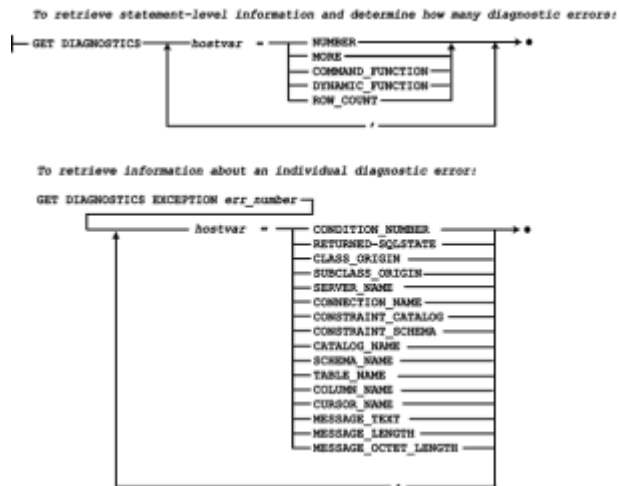 To retrieve statement-level information and determine how many diagnostic errors:
GET DIAGNOSTICS hostvar = NUMBER
MORE
COMMAND_FUNCTION
DYNAMIC_FUNCTION
ROW_COUNT
,
To retrieve information about an individual diagnostic error:
GET DIAGNOSTICS EXCEPTION err_number
hostvar = CONDITION_NUMBER
RETURNED-SQLSTATE
CLASS_ORIGIN
SUBCLASS_ORIGIN
SERVER_NAME
CONNECTION_NAME
CONSTRAINT_CATALOG
CONSTRAINT_SCHEMA
CATALOG_NAME
SCHEMA_NAME
TABLE_NAME
COLUMN_NAME
CURSOR_NAME
MESSAGE_TEXT
MESSAGE_LENGTH
MESSAGE_OCTET_LENGTH
,